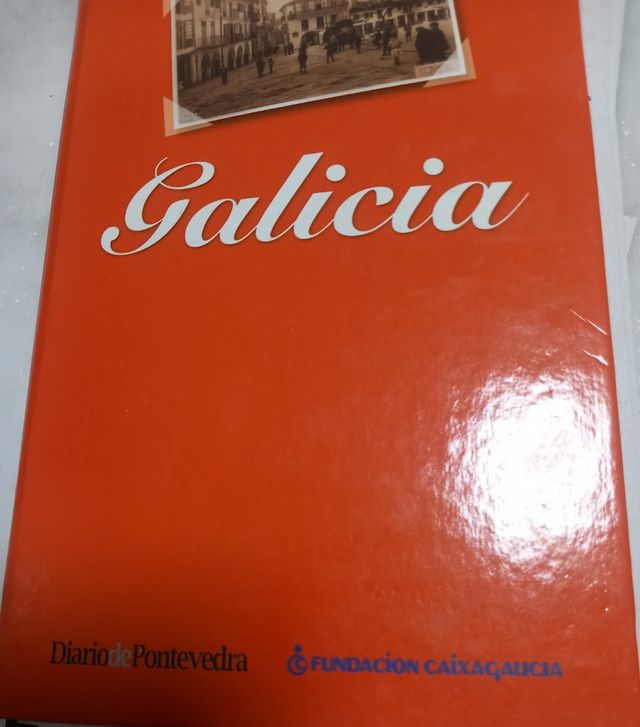 Galicia
DiariodePontevedra
FUNDACION CAIXAGALICIA